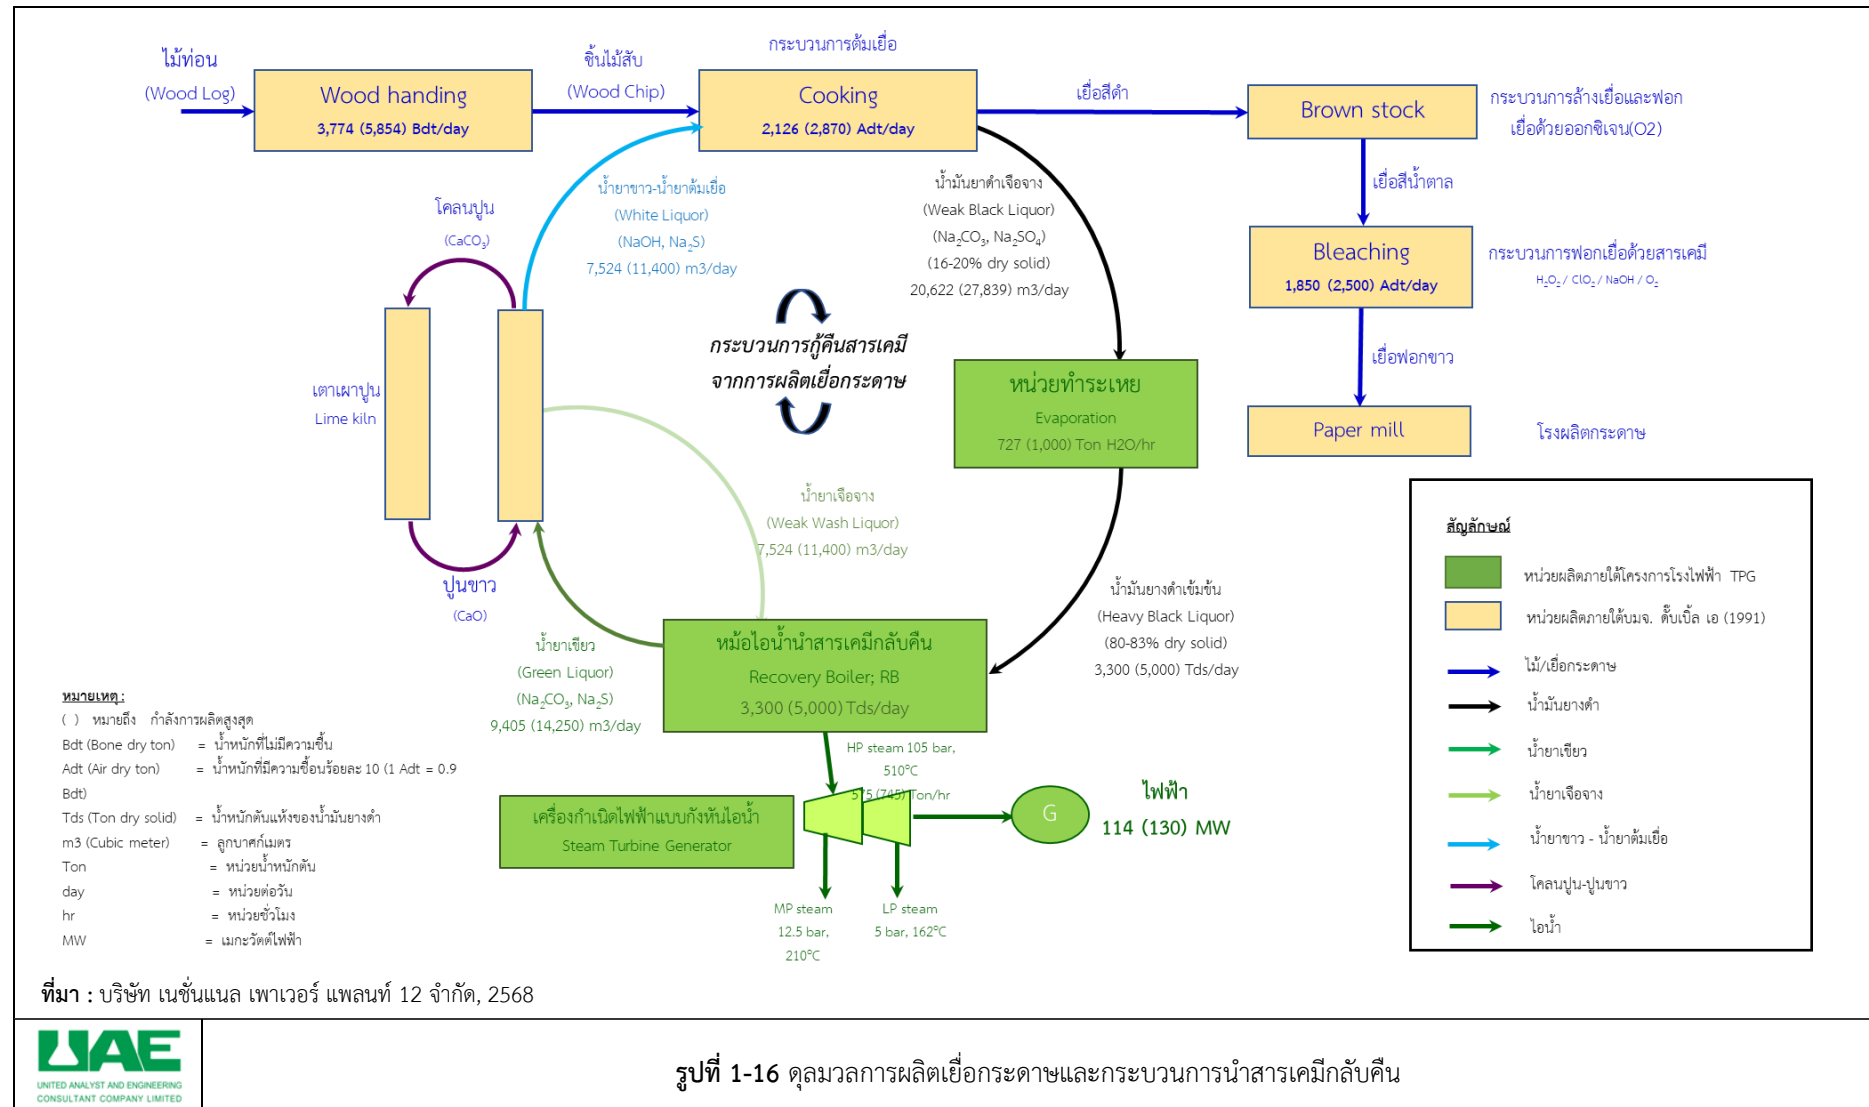 ไม้ท่อน
(Wood Log)
Wood handing
3,774 (5,854) Bdt/day
ชิ้นไม้สับ
(Wood Chip)
กระบวนการต้มเยื่อ
Cooking
2,126 (2,870) Adt/day
เยื่อสีดำ
Brown stock
กระบวนการล้างเยื่อและฟอก
เยื่อด้วยออกซิเจน(O2)
เยื่อสีน้ำตาล
Bleaching
1,850 (2,500) Adt/day
กระบวนการฟอกเยื่อด้วยสารเคมี
H₂O₂ / ClO₂ / NaOH / O₂
เยื่อฟอกขาว
Paper mill
โรงผลิตกระดาษ
น้ำยาขาว-น้ำยาต้มเยื่อ
(White Liquor)
(NaOH, Na₂S)
7,524 (11,400) m3/day
น้ำมันยาดำเจือจาง
(Weak Black Liquor)
(Na₂CO₃, Na₂SO₄)
(16-20% dry solid)
20,622 (27,839) m3/day
โคลนปูน
(CaCO₃)
เตาเผาปูน
Lime kiln
ปูนขาว
(CaO)
กระบวนการกู้คืนสารเคมี
จากการผลิตเยื่อกระดาษ
หน่วยทำระเหย
Evaporation
727 (1,000) Ton H2O/hr
น้ำยาเจือจาง
(Weak Wash Liquor)
7,524 (11,400) m3/day
น้ำมันยางดำเข้มข้น
(Heavy Black Liquor)
(80-83% dry solid)
3,300 (5,000) Tds/day
น้ำยาเขียว
(Green Liquor)
(Na₂CO₃, Na₂S)
9,405 (14,250) m3/day
หม้อไอน้ำนำสารเคมีกลับคืน
Recovery Boiler; RB
3,300 (5,000) Tds/day
HP steam 105 bar,
510°C
575 (745) Ton/hr
เครื่องกำเนิดไฟฟ้าแบบกังหันไอน้ำ
Steam Turbine Generator
G
ไฟฟ้า
114 (130) MW
MP steam
12.5 bar,
210°C
LP steam
5 bar, 162°C
สัญลักษณ์
หน่วยผลิตภายใต้โครงการโรงไฟฟ้า TPG
หน่วยผลิตภายใต้บมจ. ดั๊บเบิ้ล เอ (1991)
ไม้/เยื่อกระดาษ
น้ำมันยางดำ
น้ำยาเขียว
น้ำยาเจือจาง
น้ำยาขาว - น้ำยาต้มเยื่อ
โคลนปูน-ปูนขาว
ไอน้ำ
หมายเหตุ :
( ) หมายถึง กำลังการผลิตสูงสุด
Bdt (Bone dry ton) = น้ำหนักที่ไม่มีความชื้น
Adt (Air dry ton) = น้ำหนักที่มีความชื้อนร้อยละ 10 (1 Adt = 0.9
Bdt)
Tds (Ton dry solid) = น้ำหนักตันแห้งของน้ำมันยางดำ
m3 (Cubic meter) = ลูกบาศก์เมตร
Ton = หน่วยน้ำหนักตัน
day = หน่วยต่อวัน
hr = หน่วยชั่วโมง
MW = เมกะวัตต์ไฟฟ้า
ที่มา : บริษัท เนชั่นแนล เพาเวอร์ แพลนท์ 12 จำกัด, 2568
UAE
UNITED ANALYST AND ENGINEERING
CONSULTANT COMPANY LIMITED
รูปที่ 1-16 ดุลมวลการผลิตเยื่อกระดาษและกระบวนการนำสารเคมีกลับคืน